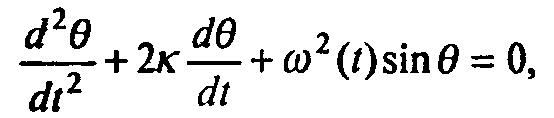 d²θ/dt² + 2κ dθ/dt + ω²(t) sin θ = 0,